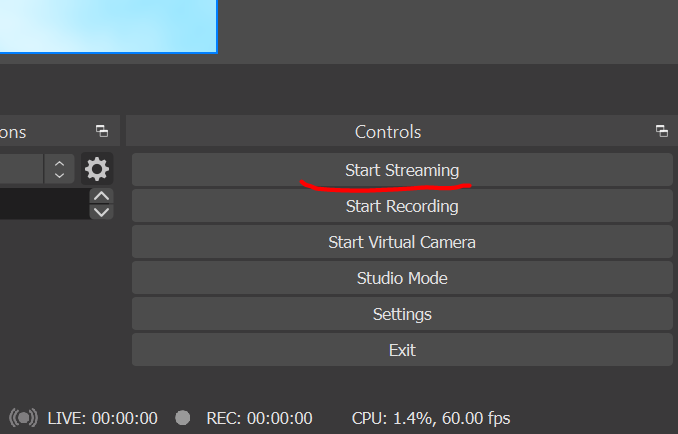 ons
Controls
Start Streaming
Start Recording
Start Virtual Camera
Studio Mode
Settings
Exit
LIVE: 00:00:00 REC: 00:00:00 CPU: 1.4%, 60.00 fps